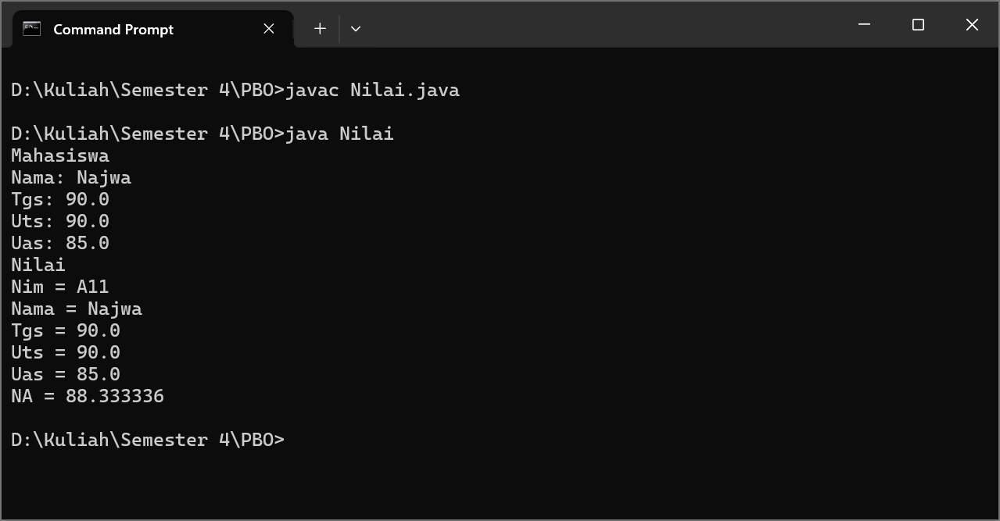 Command Prompt
D:\Kuliah\Semester 4\PBO>javac Nilai.java
D:\Kuliah\Semester 4\PBO>java Nilai
Mahasiswa
Nama: Najwa
Tgs: 90.0
Uts: 90.0
Uas: 85.0
Nilai
Nim = A11
Nama = Najwa
Tgs = 90.0
Uts = 90.0
Uas = 85.0
NA = 88.333336
D:\Kuliah\Semester 4\PBO>